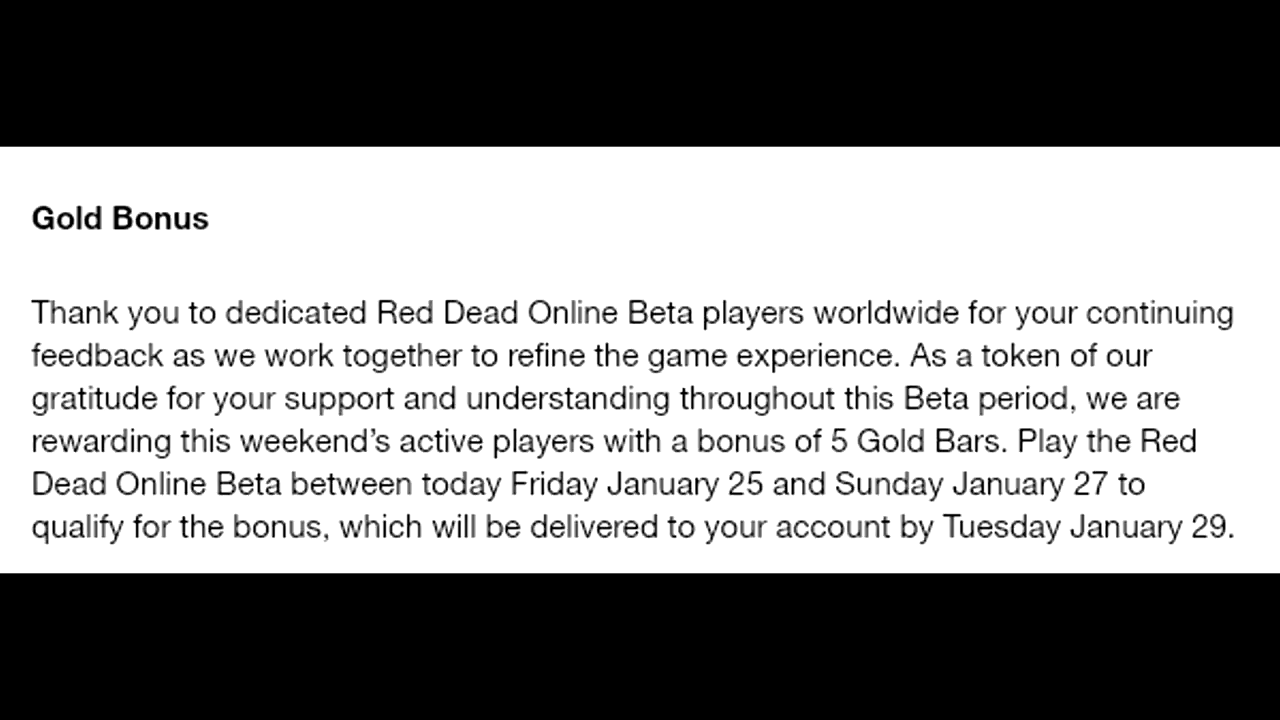 Gold Bonus
Thank you to dedicated Red Dead Online Beta players worldwide for your continuing
feedback as we work together to refine the game experience. As a token of our
gratitude for your support and understanding throughout this Beta period, we are
rewarding this weekend’s active players with a bonus of 5 Gold Bars. Play the Red
Dead Online Beta between today Friday January 25 and Sunday January 27 to
qualify for the bonus, which will be delivered to your account by Tuesday January 29.